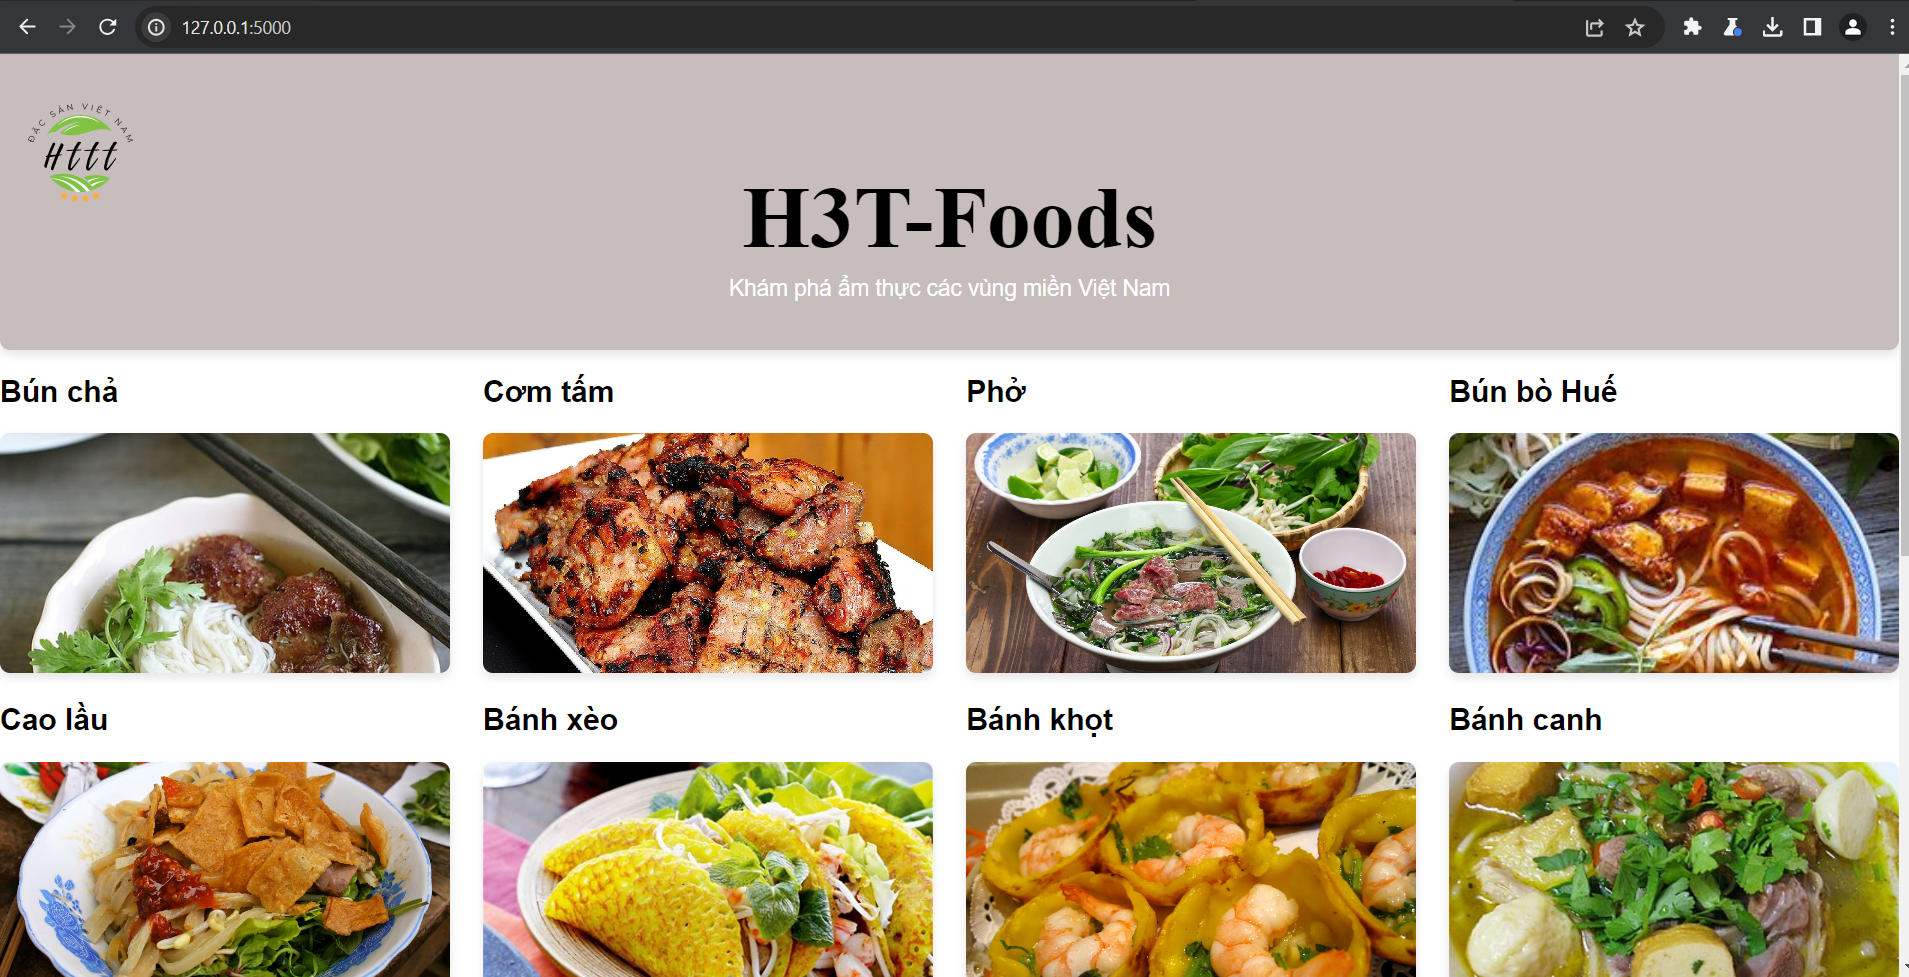 127.0.0.1:5000
ĐẶC SẢN VIỆT NAM
Httt
H3T-Foods
Khám phá ẩm thực các vùng miền Việt Nam
Bún chả
Cơm tấm
Phở
Bún bò Huế
Cao lầu
Bánh xèo
Bánh khọt
Bánh canh